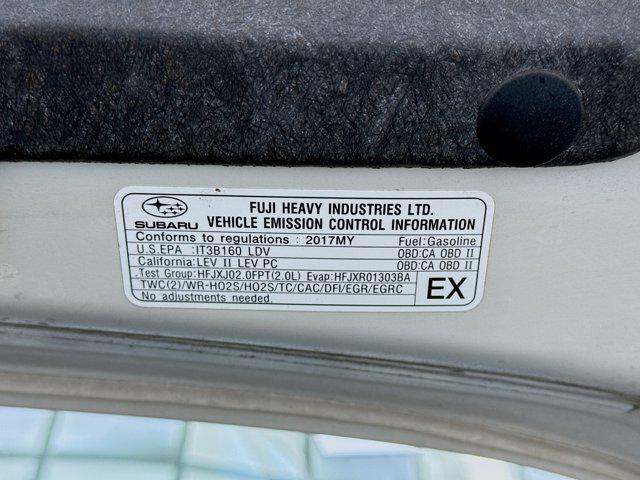 SUBARU
FUJI HEAVY INDUSTRIES LTD.
VEHICLE EMISSION CONTROL INFORMATION
Conforms to regulations : 2017MY Fuel:Gasoline
U.S.EPA :IT3B160 LDV OBD:CA OBD II
California:LEV II LEV PC OBD:CA OBD II
Test Group:HFJXJ02.0FPT(2.0L) Evap:HFJXR01303BA
TWC(2)/WR-HO2S/HO2S/TC/CAC/DFI/EGR/EGRC
No adjustments needed.
EX